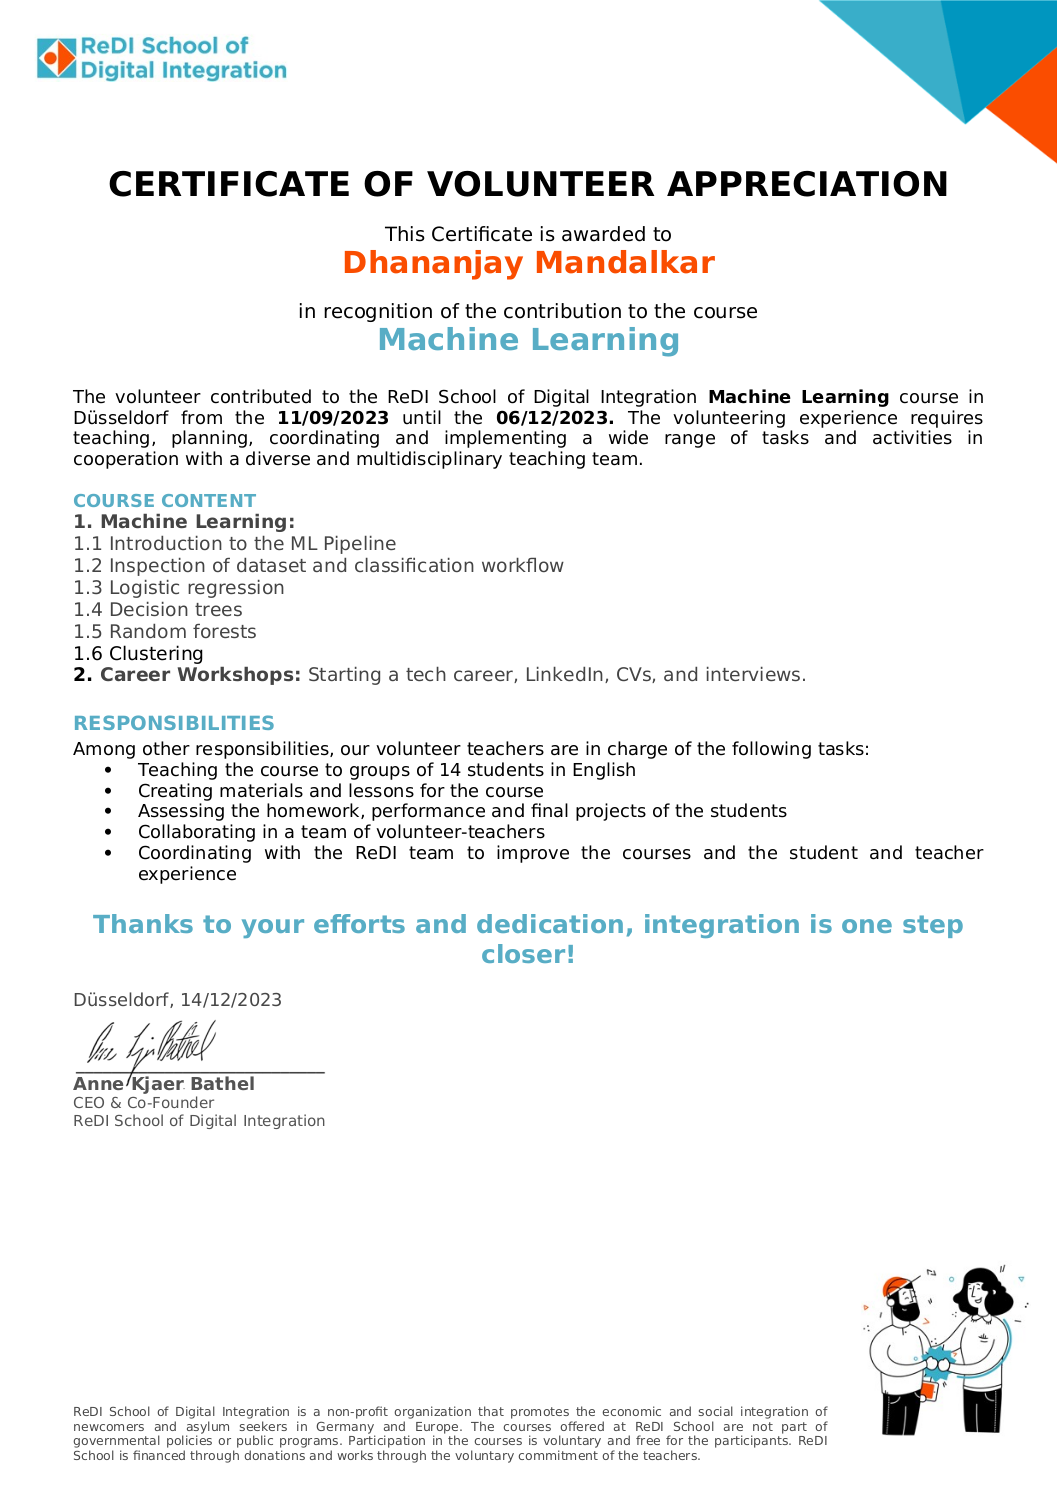 ReDI School of
Digital Integration
CERTIFICATE OF VOLUNTEER APPRECIATION
This Certificate is awarded to
Dhananjay Mandalkar
in recognition of the contribution to the course
Machine Learning
The volunteer contributed to the ReDI School of Digital Integration Machine Learning course in
Düsseldorf from the 11/09/2023 until the 06/12/2023. The volunteering experience requires
teaching, planning, coordinating and implementing a wide range of tasks and activities in
cooperation with a diverse and multidisciplinary teaching team.
COURSE CONTENT
1. Machine Learning:
1.1 Introduction to the ML Pipeline
1.2 Inspection of dataset and classification workflow
1.3 Logistic regression
1.4 Decision trees
1.5 Random forests
1.6 Clustering
2. Career Workshops: Starting a tech career, LinkedIn, CVs, and interviews.
RESPONSIBILITIES
Among other responsibilities, our volunteer teachers are in charge of the following tasks:
• Teaching the course to groups of 14 students in English
• Creating materials and lessons for the course
• Assessing the homework, performance and final projects of the students
• Collaborating in a team of volunteer-teachers
• Coordinating with the ReDI team to improve the courses and the student and teacher
experience
Thanks to your efforts and dedication, integration is one step
closer!
Düsseldorf, 14/12/2023
Anne Kjaer Bathel
Anne Kjaer Bathel
CEO & Co-Founder
ReDI School of Digital Integration
ReDI School of Digital Integration is a non-profit organization that promotes the economic and social integration of
newcomers and asylum seekers in Germany and Europe. The courses offered at ReDI School are not part of
governmental policies or public programs. Participation in the courses is voluntary and free for the participants. ReDI
School is financed through donations and works through the voluntary commitment of the teachers.